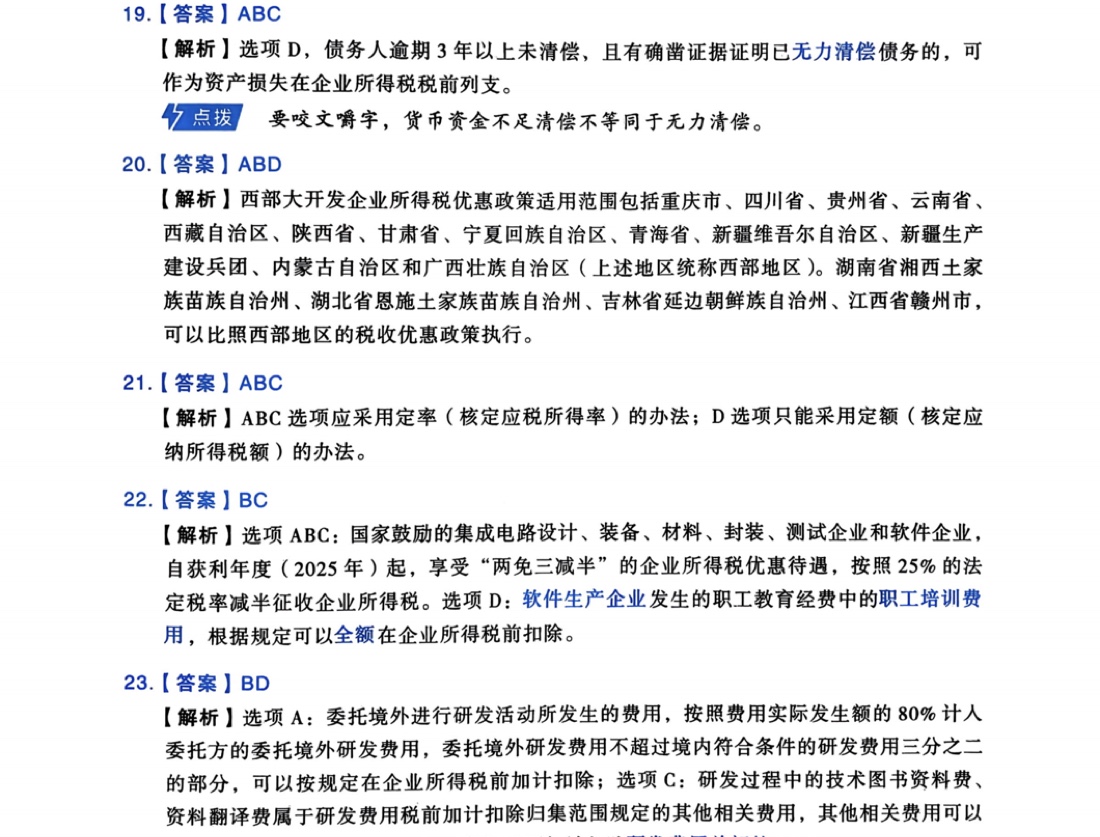 19.【答案】ABC
【解析】选项 D，债务人逾期 3 年以上未清偿，且有确凿证据证明已无力清偿债务的，可
作为资产损失在企业所得税税前列支。
点拨 要咬文嚼字，货币资金不足清偿不等同于无力清偿。
20.【答案】ABD
【解析】西部大开发企业所得税优惠政策适用范围包括重庆市、四川省、贵州省、云南省、
西藏自治区、陕西省、甘肃省、宁夏回族自治区、青海省、新疆维吾尔自治区、新疆生产
建设兵团、内蒙古自治区和广西壮族自治区（上述地区统称西部地区）。湖南省湘西土家
族苗族自治州、湖北省恩施土家族苗族自治州、吉林省延边朝鲜族自治州、江西省赣州市，
可以比照西部地区的税收优惠政策执行。
21.【答案】ABC
【解析】ABC 选项应采用定率（核定应税所得率）的办法；D 选项只能采用定额（核定应
纳所得税额）的办法。
22.【答案】BC
【解析】选项 ABC：国家鼓励的集成电路设计、装备、材料、封装、测试企业和软件企业，
自获利年度（2025 年）起，享受“两免三减半”的企业所得税优惠待遇，按照 25% 的法
定税率减半征收企业所得税。选项 D：软件生产企业发生的职工教育经费中的职工培训费
用，根据规定可以全额在企业所得税前扣除。
23.【答案】BD
【解析】选项 A：委托境外进行研发活动所发生的费用，按照费用实际发生额的 80% 计入
委托方的委托境外研发费用，委托境外研发费用不超过境内符合条件的研发费用三分之二
的部分，可以按规定在企业所得税前加计扣除；选项 C：研发过程中的技术图书资料费、
资料翻译费属于研发费用税前加计扣除归集范围规定的其他相关费用，其他相关费用可以